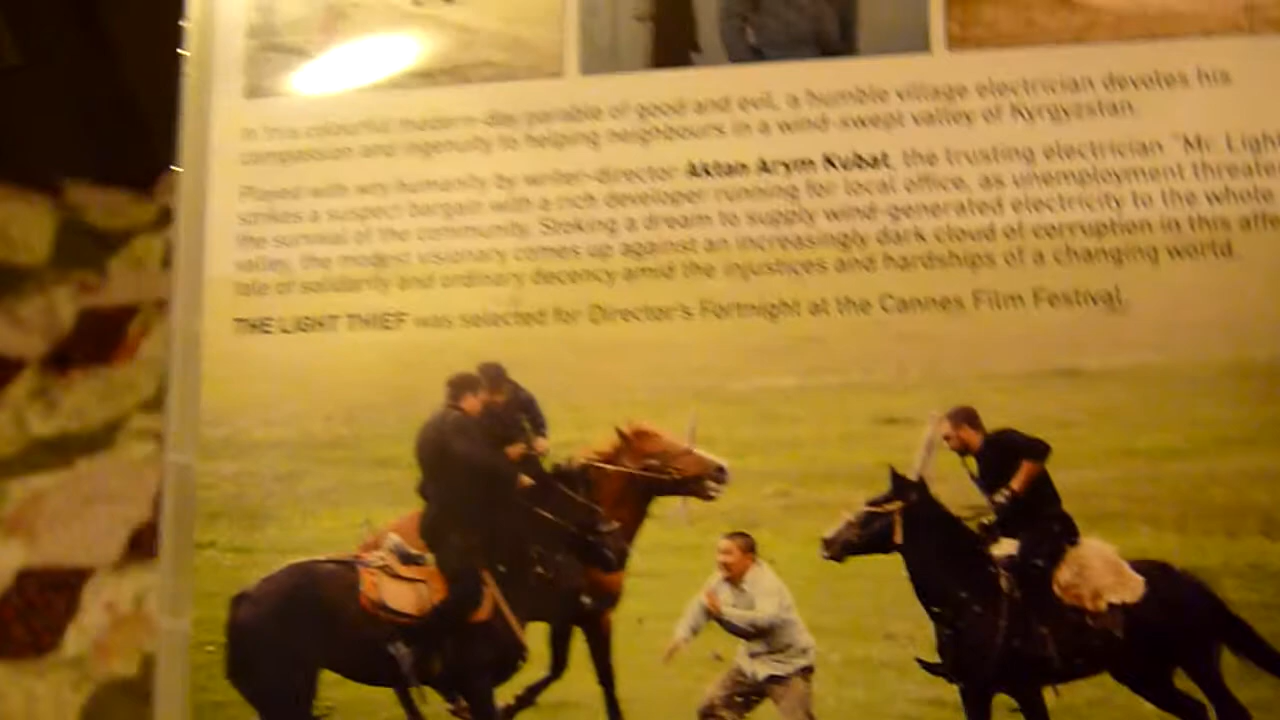 In this colourful modern-day parable of good and evil, a humble village electrician devotes his
compassion and ingenuity to helping neighbours in a wind-swept valley of Kyrgyzstan.
Played with wry humanity by writer-director Aktan Arym Kubat, the trusting electrician "Mr. Light
strikes a suspect bargain with a rich developer running for local office, as unemployment threate
the survival of the community. Stoking a dream to supply wind-generated electricity to the whole
valley, the modest visionary comes up against an increasingly dark cloud of corruption in this affe
tale of solidarity and ordinary decency amid the injustices and hardships of a changing world.
THE LIGHT THIEF was selected for Director's Fortnight at the Cannes Film Festival.